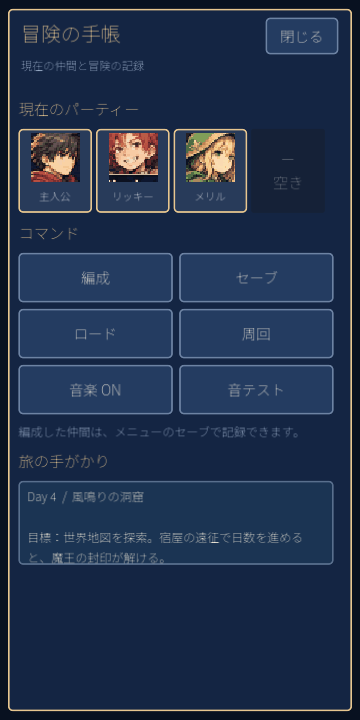 冒険の手帳
閉じる
現在の仲間と冒険の記録
現在のパーティー
主人公
リッキー
メリル
—
空き
コマンド
編成
セーブ
ロード
周回
音楽 ON
音テスト
編成した仲間は、メニューのセーブで記録できます。
旅の手がかり
Day 4 / 風鳴りの洞窟
目標：世界地図を探索。宿屋の遠征で日数を進める
と、魔王の封印が解ける。